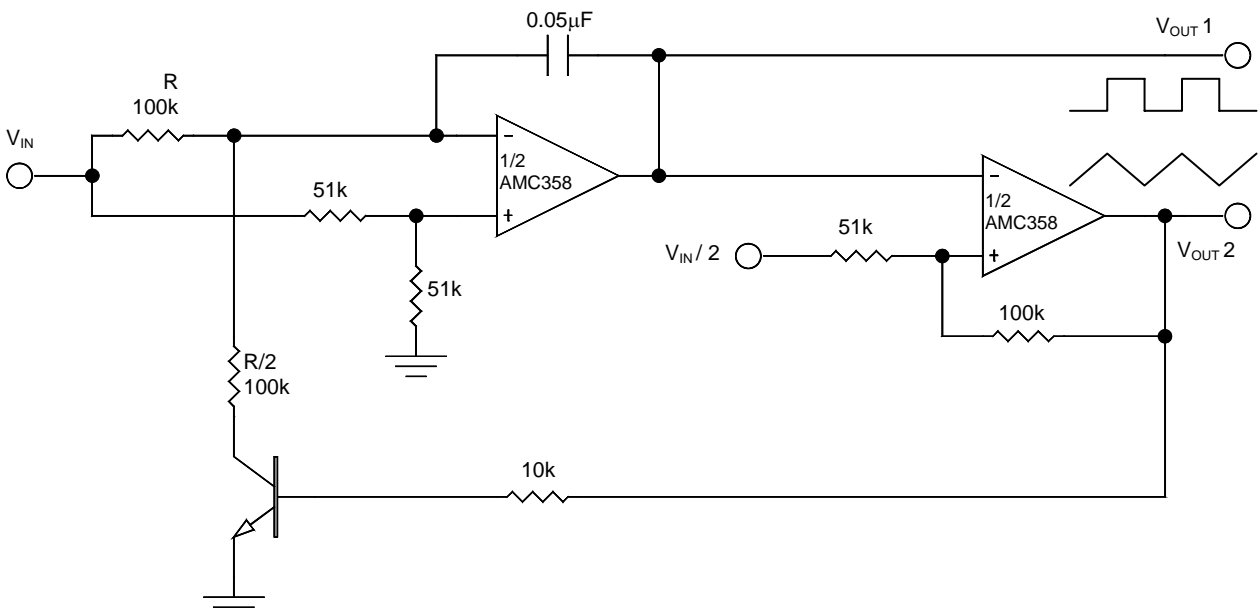 0.05μF
V_OUT 1
R
100k
V_IN
−
1/2
AMC358
+
51k
51k
−
1/2
AMC358
+
51k
V_IN / 2
V_OUT 2
100k
R/2
100k
10k